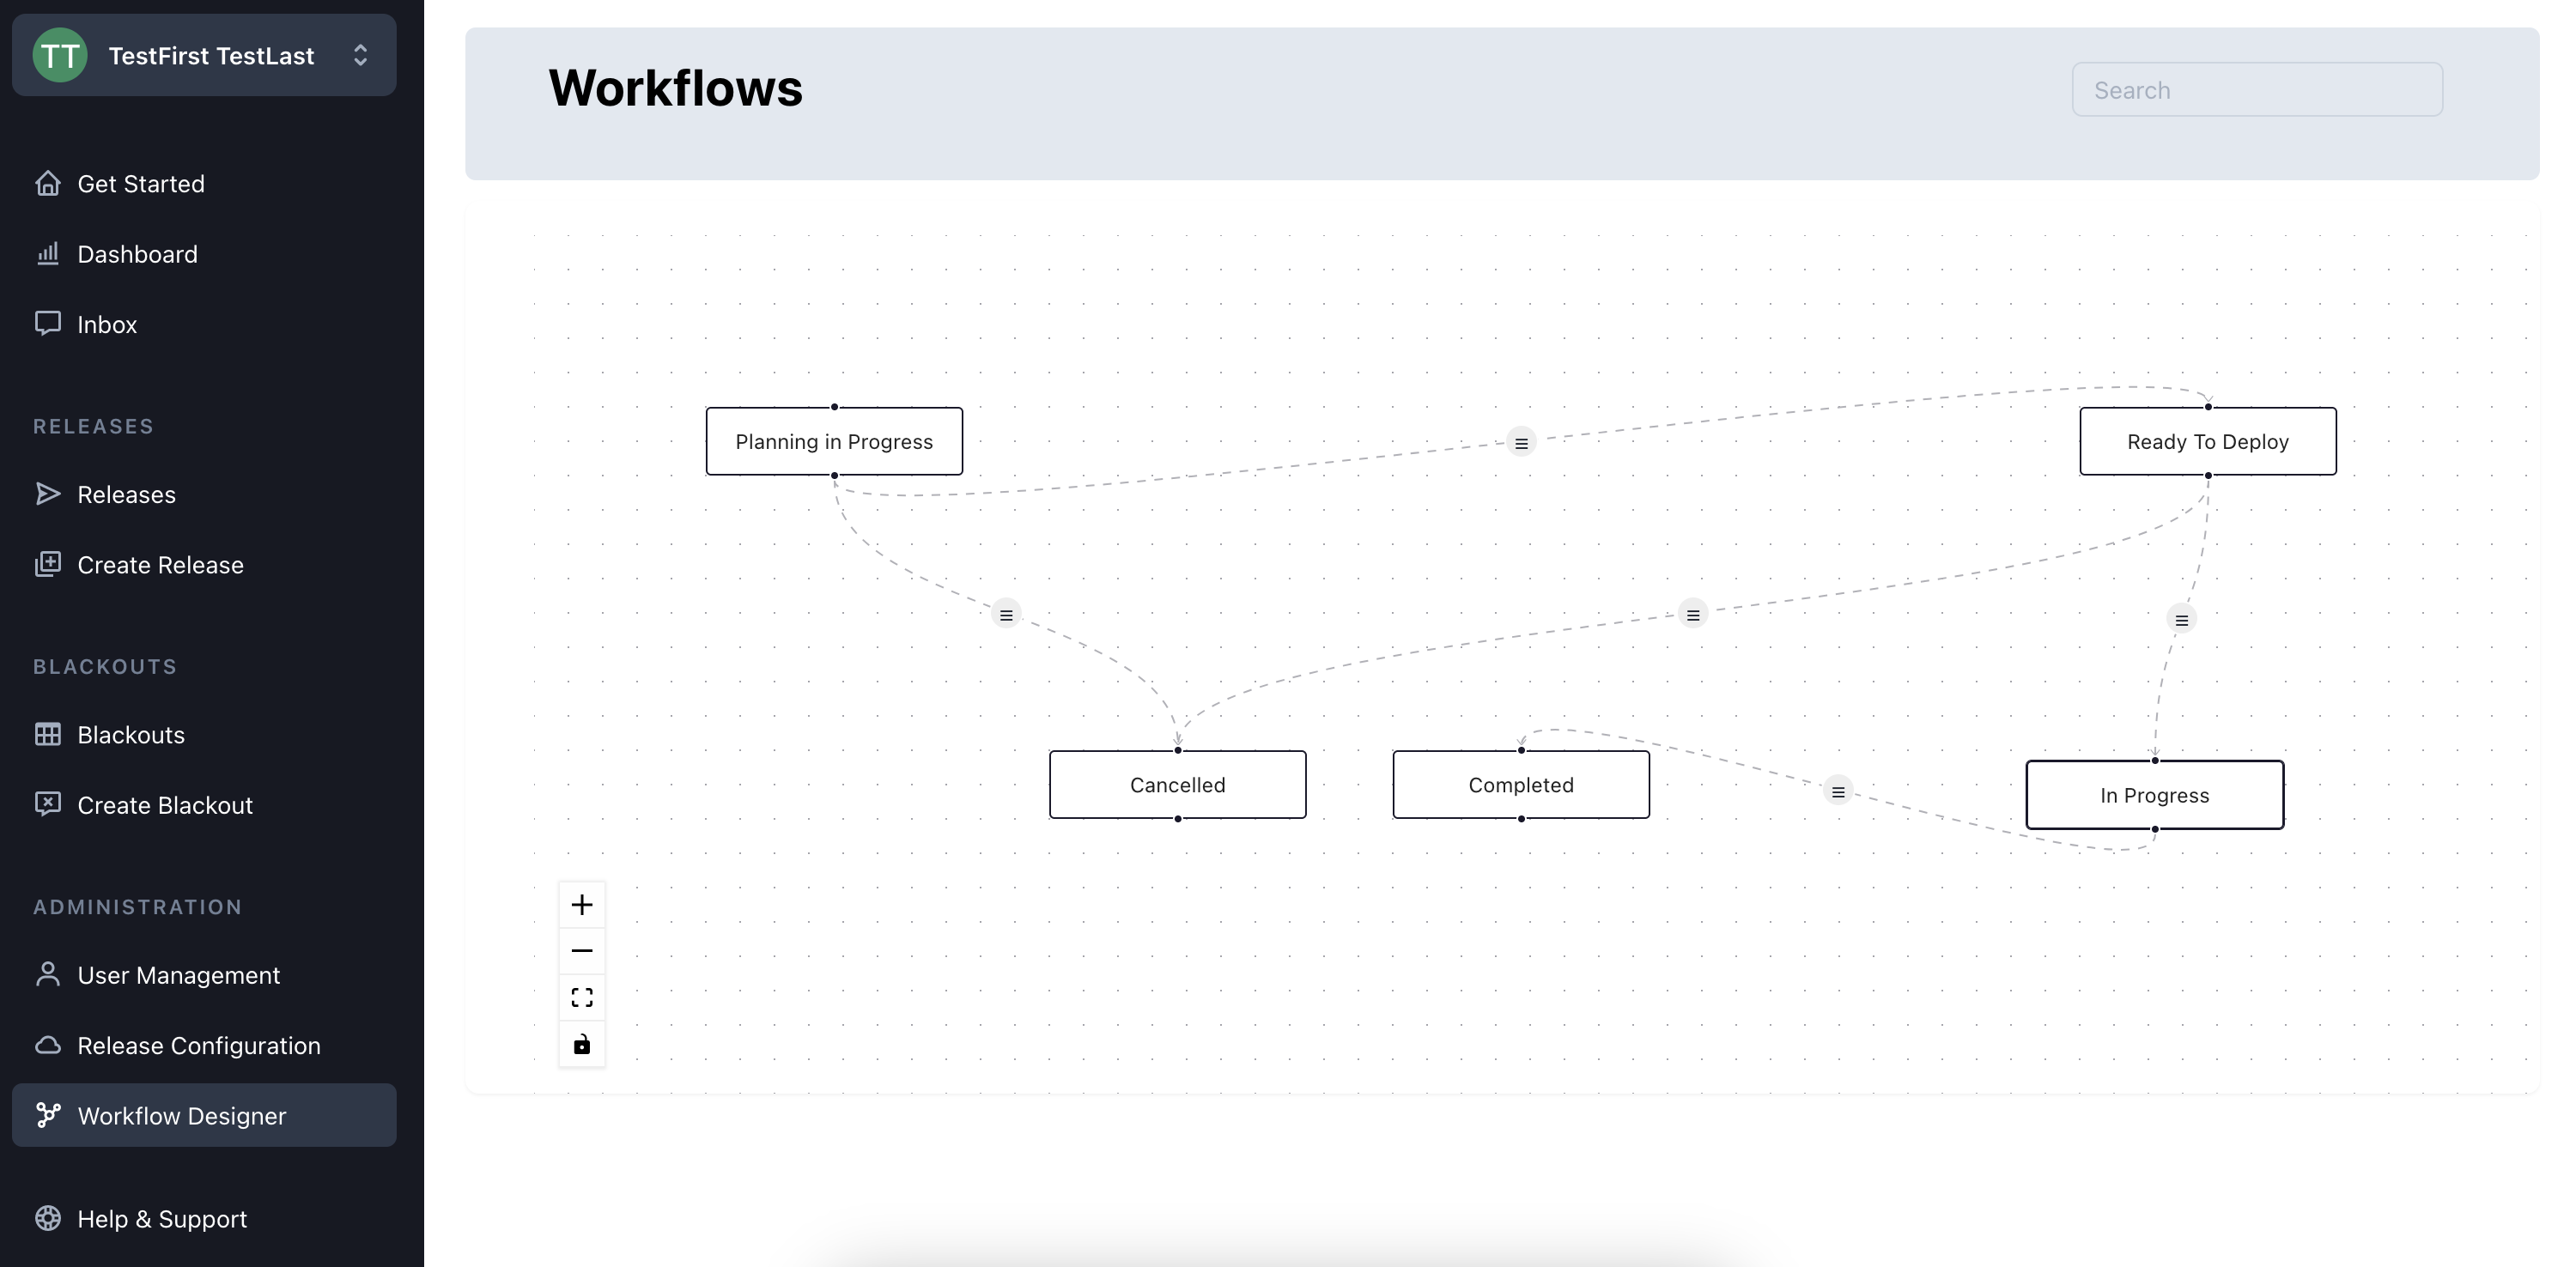 TT TestFirst TestLast
Get Started
Dashboard
Inbox
RELEASES
Releases
Create Release
BLACKOUTS
Blackouts
Create Blackout
ADMINISTRATION
User Management
Release Configuration
Workflow Designer
Help & Support
Workflows
Search
Planning in Progress
Ready To Deploy
Cancelled
Completed
In Progress